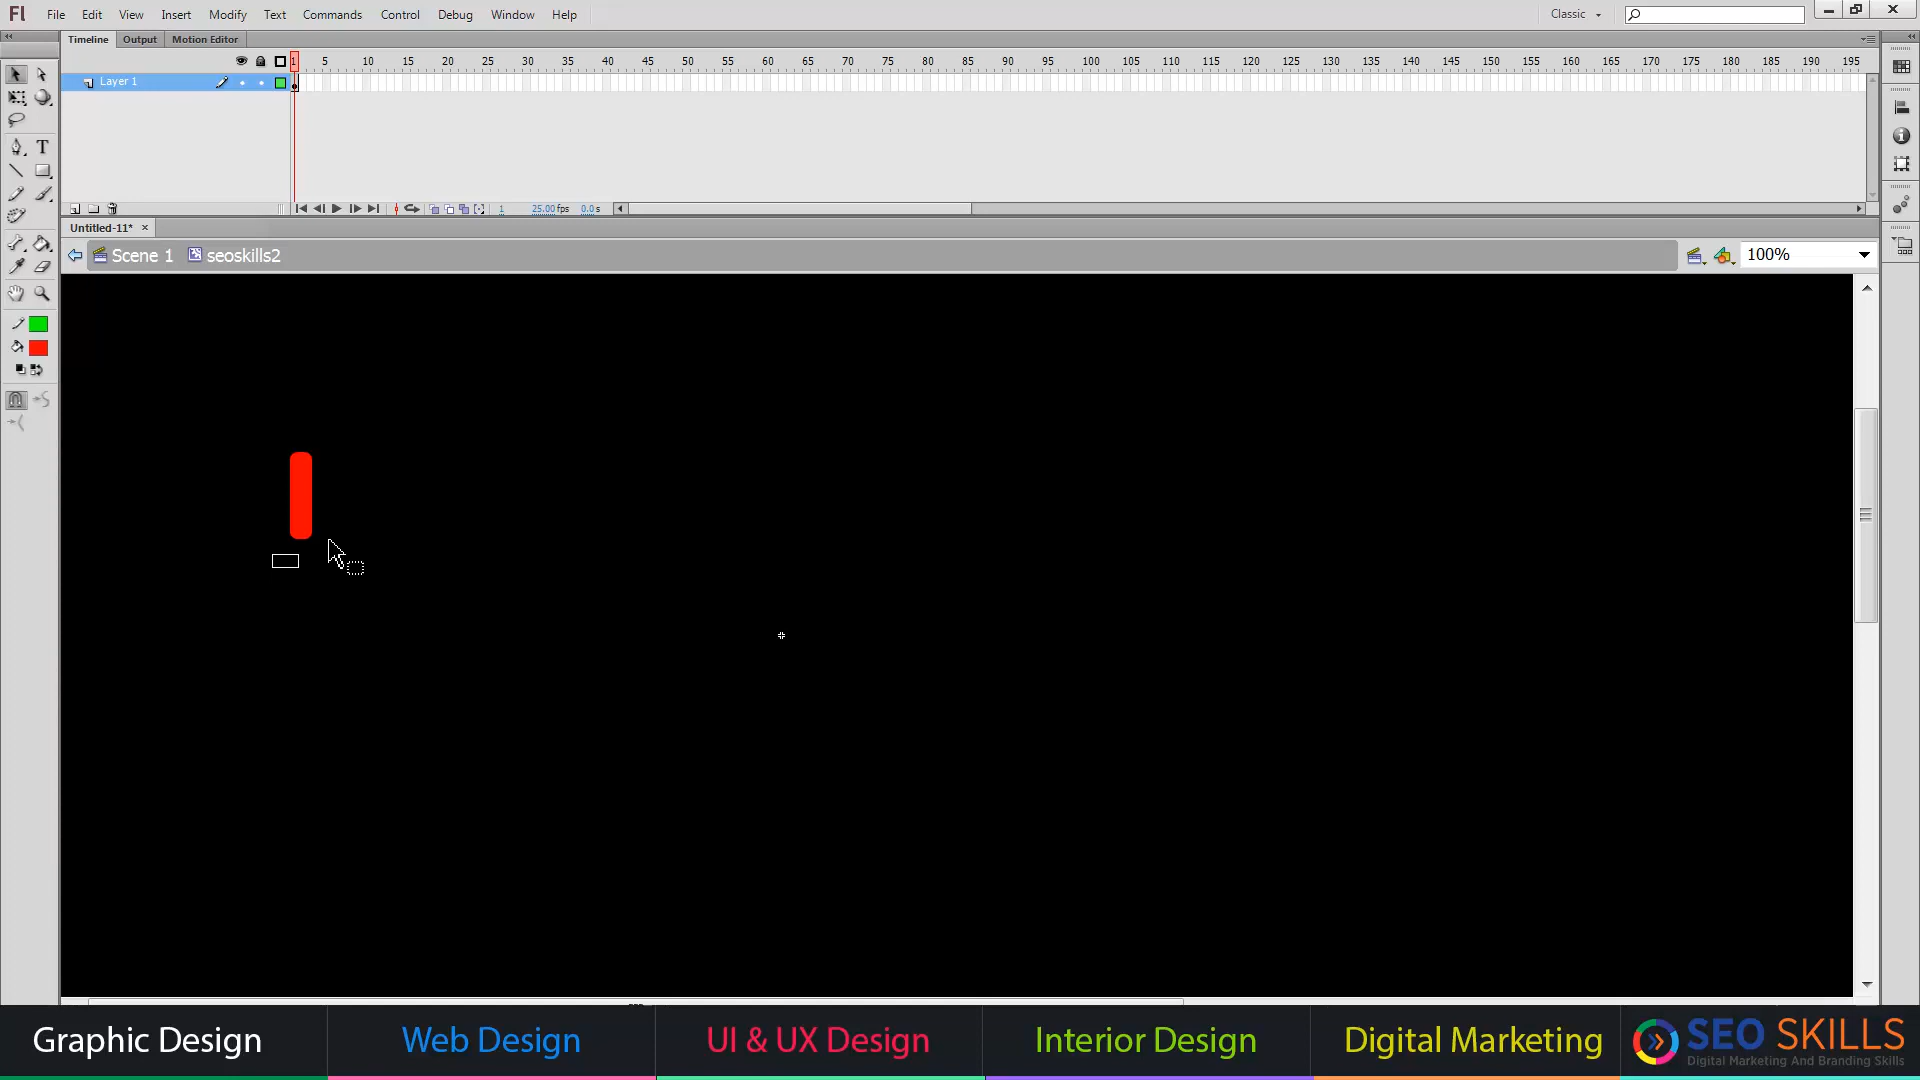 Fl File Edit View Insert Modify Text Commands Control Debug Window Help Classic
Timeline Output Motion Editor
1 5 10 15 20 25 30 35 40 45 50 55 60 65 70 75 80 85 90 95 100 105 110 115 120 125 130 135 140 145 150 155 160 165 170 175 180 185 190 195
Layer 1
1 25.00 fps 0.0 s
Untitled-11*
Scene 1 seoskills2 100%
T
Graphic Design Web Design UI & UX Design Interior Design Digital Marketing SEO SKILLS
Digital Marketing And Branding Skills